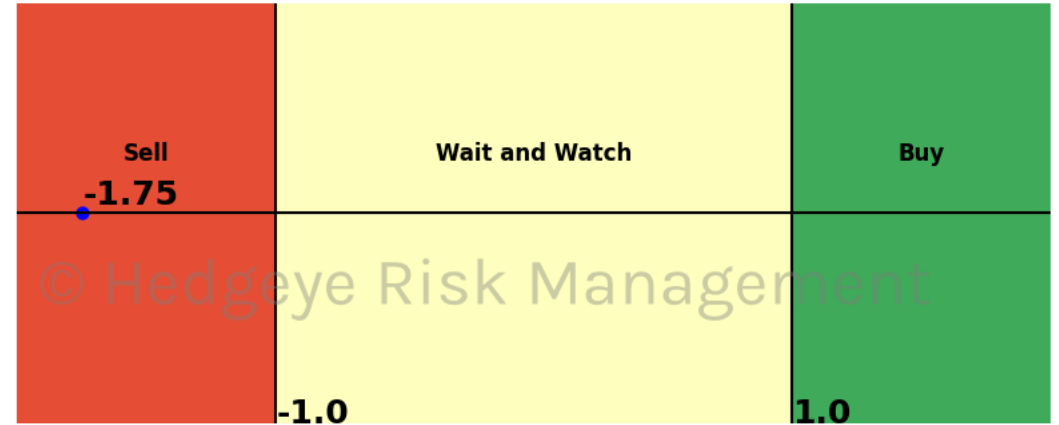 Sell
Wait and Watch
Buy
-1.75
© Hedgeye Risk Management
-1.0
1.0